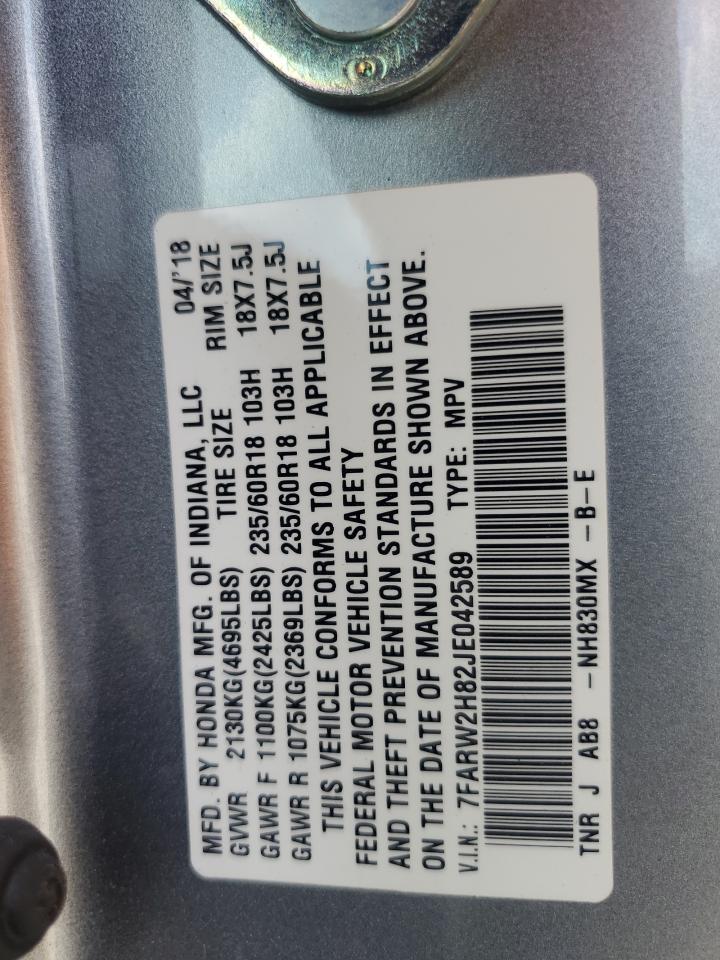 MFD. BY HONDA MFG. OF INDIANA, LLC 04/'18
GVWR 2130KG(4695LBS) TIRE SIZE RIM SIZE
GAWR F 1100KG(2425LBS) 235/60R18 103H 18X7.5J
GAWR R 1075KG(2369LBS) 235/60R18 103H 18X7.5J
THIS VEHICLE CONFORMS TO ALL APPLICABLE
FEDERAL MOTOR VEHICLE SAFETY
AND THEFT PREVENTION STANDARDS IN EFFECT
ON THE DATE OF MANUFACTURE SHOWN ABOVE.
V.I.N.: 7FARW2H82JE042589 TYPE: MPV
TNR J AB8 -NH830MX -B-E